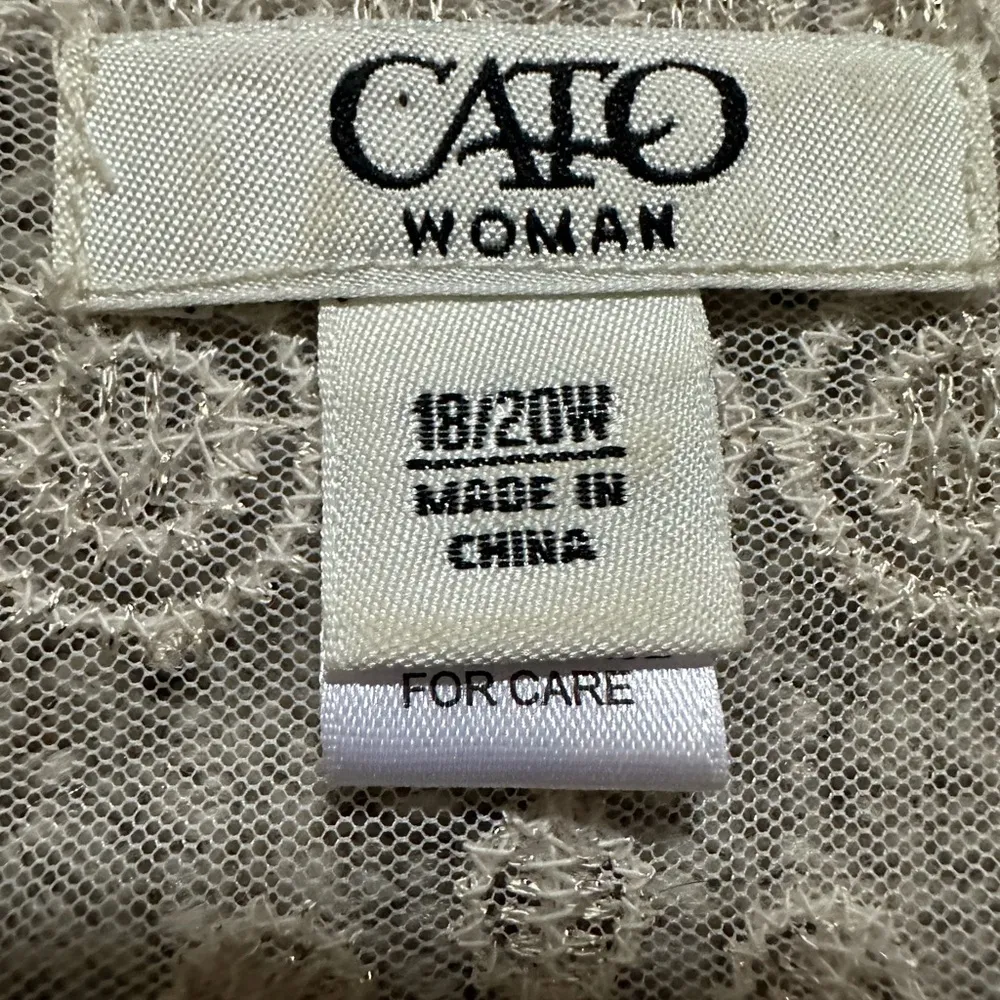 CATO
WOMAN
18/20W
MADE IN
CHINA
FOR CARE